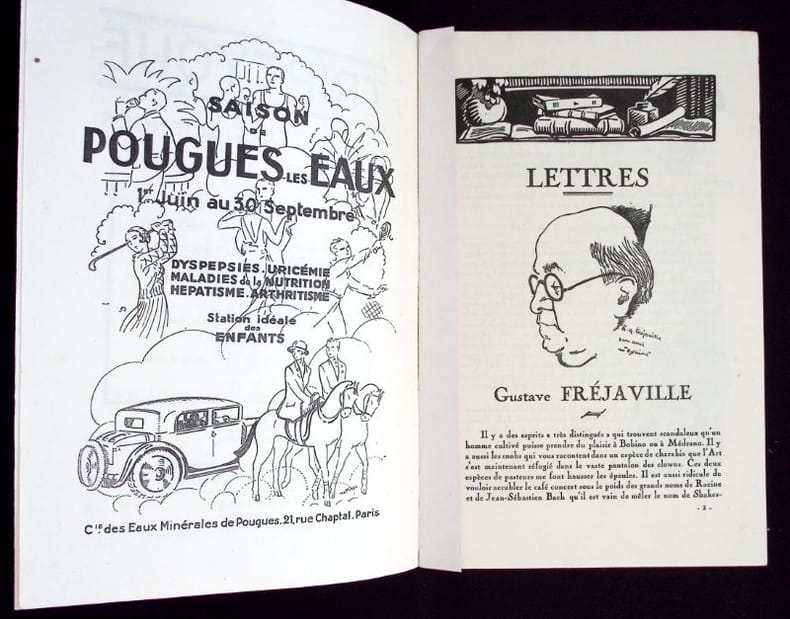 SAISON
DE
POUGUES LES EAUX
1er Juin au 30 Septembre
DYSPEPSIES. URICÉMIE
MALADIES de la NUTRITION
HEPATISME. ARTHRITISME
Station idéale
des
ENFANTS
Cie des Eaux Minérales de Pougues. 21, rue Chaptal. Paris
LETTRES
à g. fréjaville
son ami
Gustave FRÉJAVILLE
Il y a des esprits « très distingués » qui trouvent scandaleux qu'un
homme cultivé puisse prendre du plaisir à Bobino ou à Médrano. Il y
a aussi les snobs qui vous racontent dans un espèce de charabia que l'Art
s'est maintenant réfugié dans le vaste pantalon des clowns. Ces deux
espèces de pasteurs me font hausser les épaules. Il est aussi ridicule de
vouloir accabler le café concert sous le poids des grands noms de Racine
et de Jean-Sébastien Bach qu'il est vain de mêler le nom de Shakes-
- 1 -